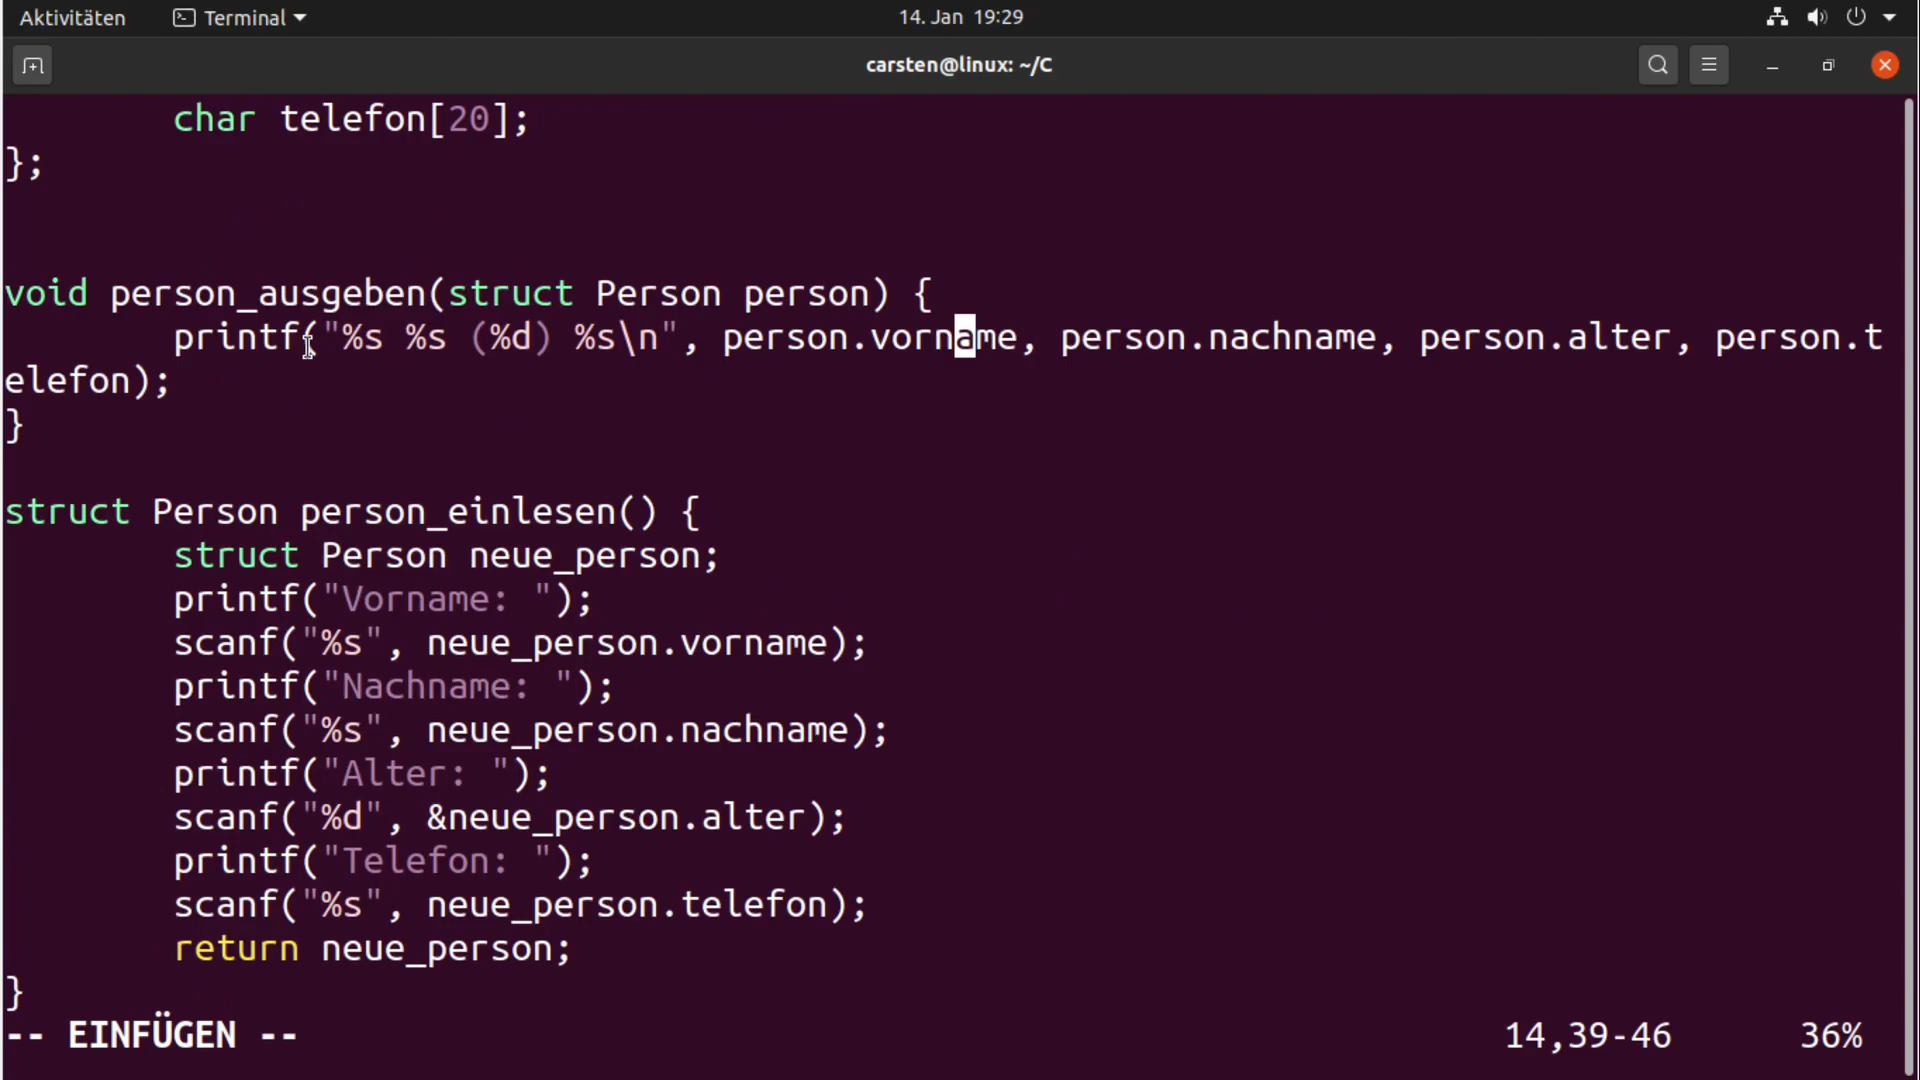 Aktivitäten Terminal 14. Jan 19:29
carsten@linux: ~/C
char telefon[20];
};
void person_ausgeben(struct Person person) {
printf("%s %s (%d) %s\n", person.vorname, person.nachname, person.alter, person.t
elefon);
}
struct Person person_einlesen() {
struct Person neue_person;
printf("Vorname: ");
scanf("%s", neue_person.vorname);
printf("Nachname: ");
scanf("%s", neue_person.nachname);
printf("Alter: ");
scanf("%d", &neue_person.alter);
printf("Telefon: ");
scanf("%s", neue_person.telefon);
return neue_person;
}
-- EINFÜGEN -- 14,39-46 36%